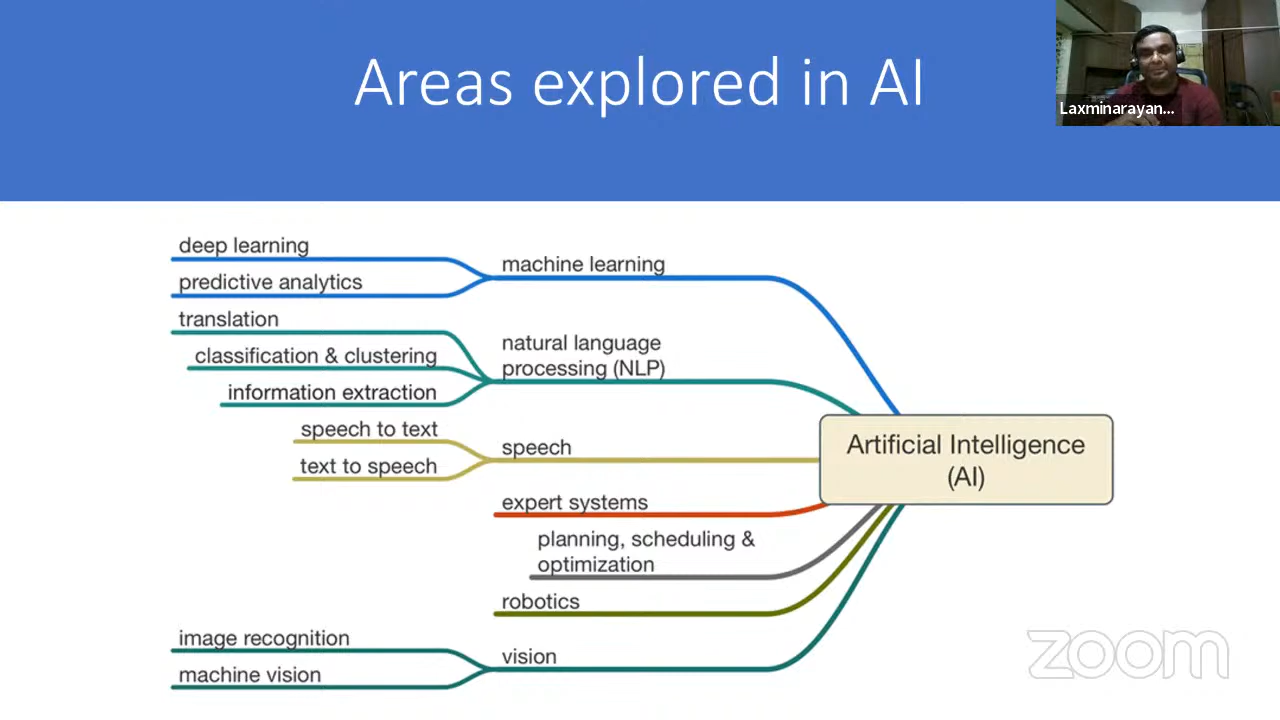 Areas explored in AI
Laxminarayan...
deep learning
predictive analytics
machine learning
translation
classification & clustering
information extraction
natural language
processing (NLP)
speech to text
text to speech
speech
expert systems
planning, scheduling &
optimization
robotics
image recognition
machine vision
vision
Artificial Intelligence
(AI)
zoom